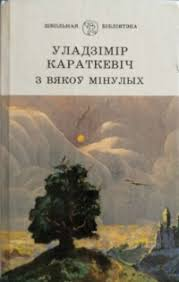 ШКОЛЬНАЯ БІБЛІЯТЭКА
УЛАДЗІМІР
КАРАТКЕВІЧ
З ВЯКОЎ МІНУЛЫХ